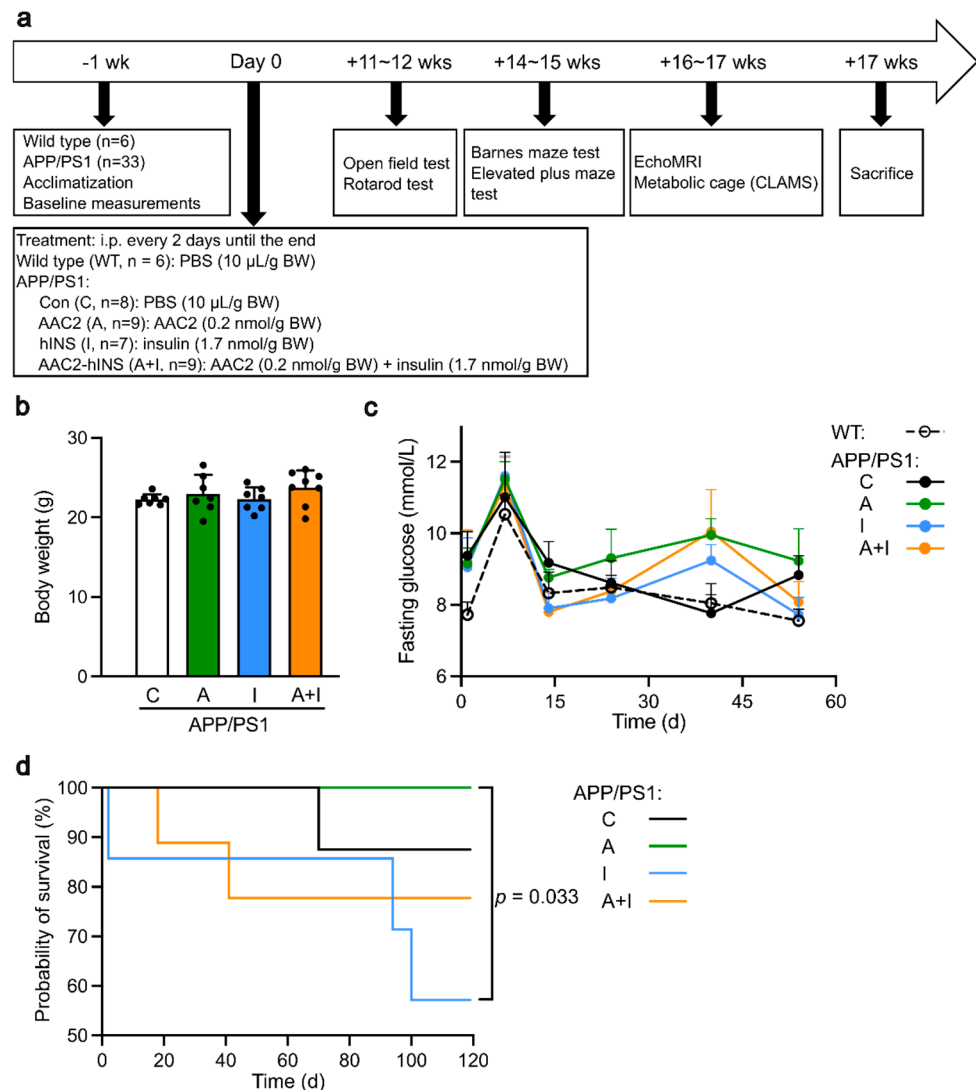 a
-1 wk
Day 0
+11~12 wks
+14~15 wks
+16~17 wks
+17 wks
Wild type (n=6)
APP/PS1 (n=33)
Acclimatization
Baseline measurements
Open field test
Rotarod test
Barnes maze test
Elevated plus maze
test
EchoMRI
Metabolic cage (CLAMS)
Sacrifice
Treatment: i.p. every 2 days until the end
Wild type (WT, n = 6): PBS (10 µL/g BW)
APP/PS1:
Con (C, n=8): PBS (10 µL/g BW)
AAC2 (A, n=9): AAC2 (0.2 nmol/g BW)
hINS (I, n=7): insulin (1.7 nmol/g BW)
AAC2-hINS (A+I, n=9): AAC2 (0.2 nmol/g BW) + insulin (1.7 nmol/g BW)
b
Body weight (g)
30
20
10
0
C A I A+I
APP/PS1
c
Fasting glucose (mmol/L)
12
10
8
6
0 15 30 45 60
Time (d)
WT:
APP/PS1:
C
A
I
A+I
d
Probability of survival (%)
100
90
80
70
60
50
0 20 40 60 80 100 120
Time (d)
p = 0.033
APP/PS1:
C
A
I
A+I